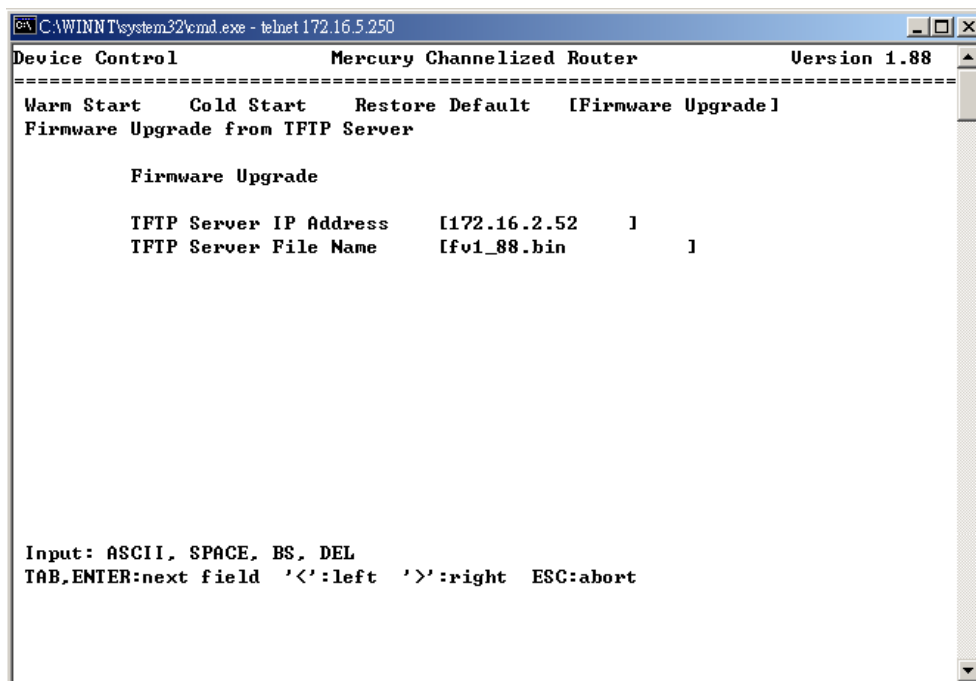 C:\WINNT\system32\cmd.exe - telnet 172.16.5.250
Device Control Mercury Channelized Router Version 1.88
================================================================================
Warm Start Cold Start Restore Default [Firmware Upgrade]
Firmware Upgrade from TFTP Server
Firmware Upgrade
TFTP Server IP Address [172.16.2.52 ]
TFTP Server File Name [fv1_88.bin ]
Input: ASCII, SPACE, BS, DEL
TAB,ENTER:next field '<':left '>':right ESC:abort